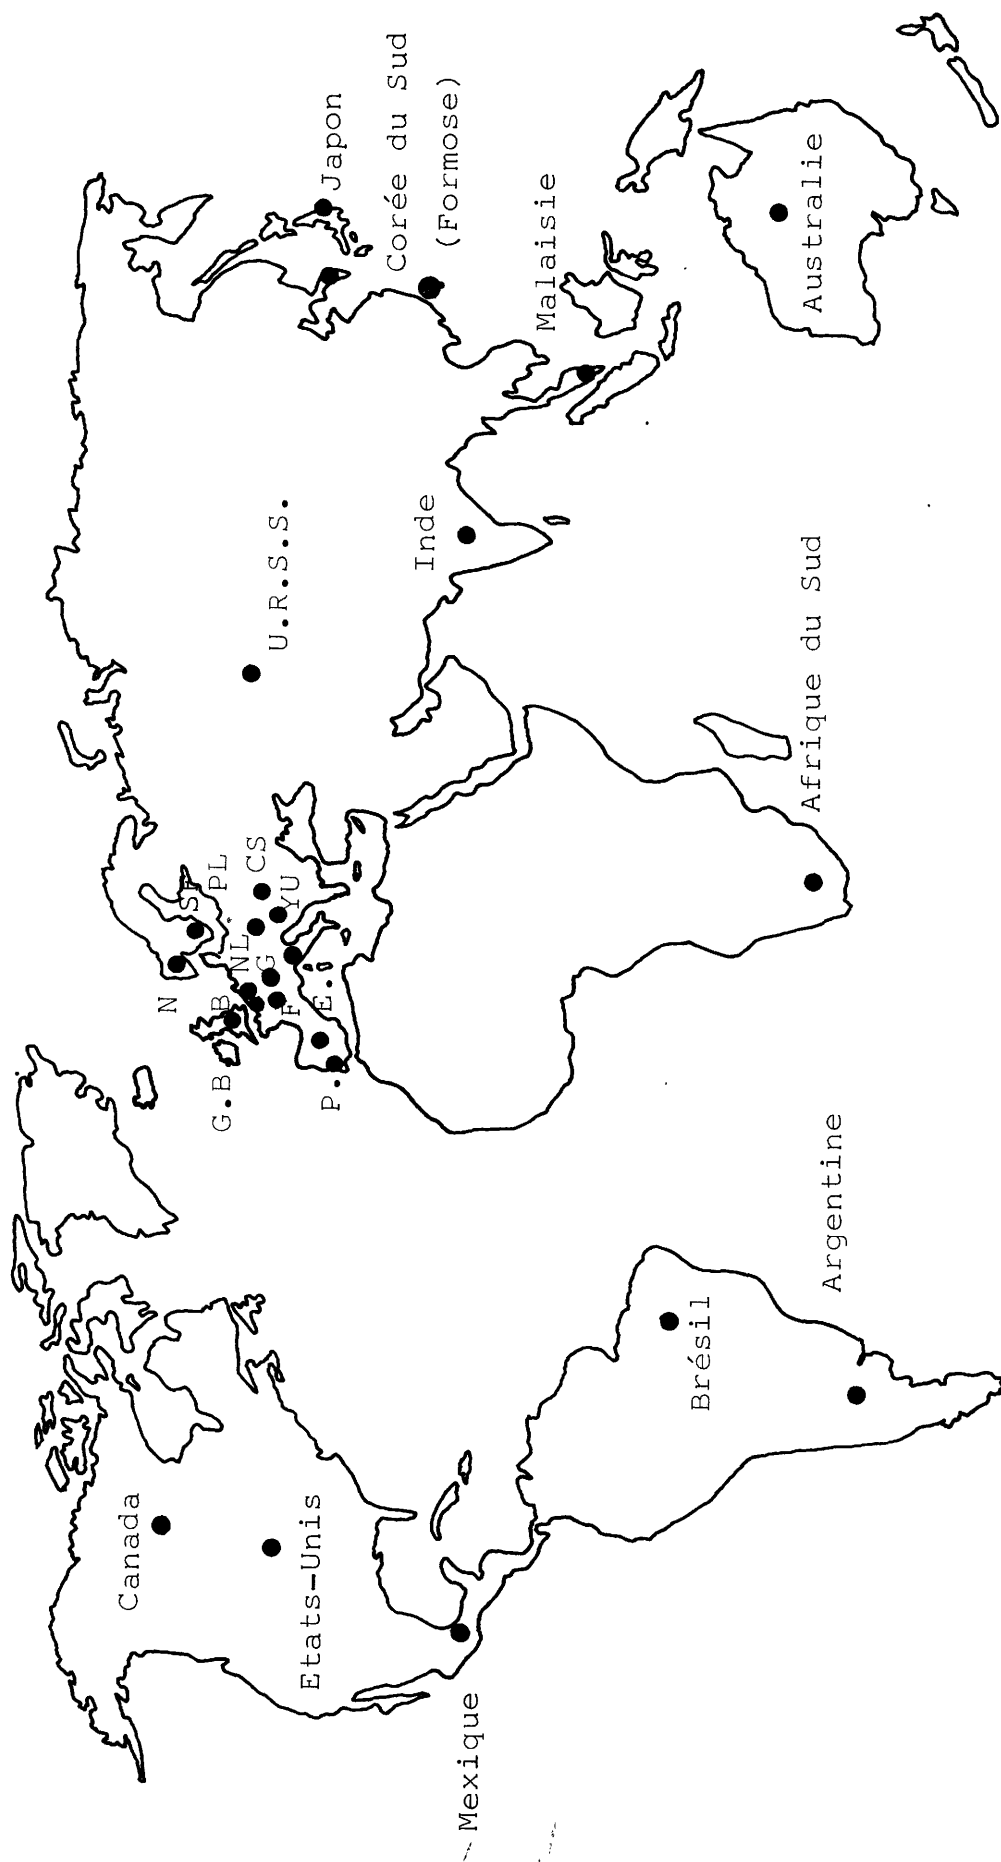 Canada
Etats-Unis
Mexique
Brésil
Argentine
N
SF
G.B.
B
NL
PL
G
CS
F
YU
P.
E.
U.R.S.S.
Inde
Afrique du Sud
Japon
Corée du Sud
(Formose)
Malaisie
Australie